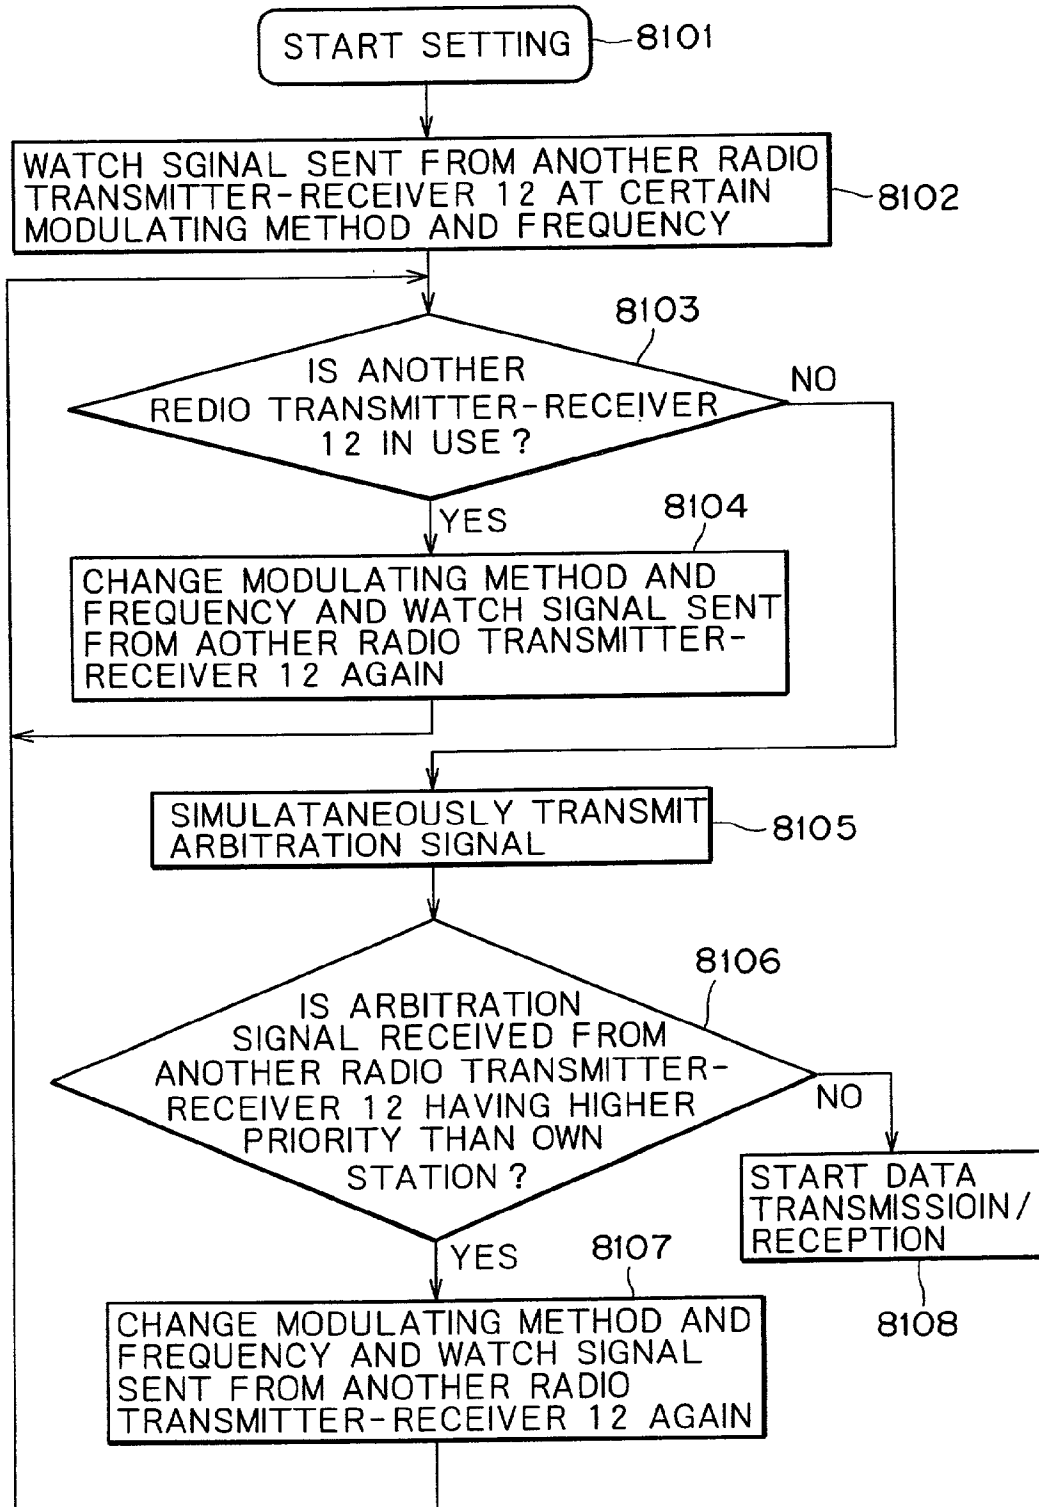 START SETTING
8101
WATCH SGINAL SENT FROM ANOTHER RADIO
TRANSMITTER-RECEIVER 12 AT CERTAIN
MODULATING METHOD AND FREQUENCY
8102
8103
IS ANOTHER
REDIO TRANSMITTER-RECEIVER
12 IN USE?
NO
YES
8104
CHANGE MODULATING METHOD AND
FREQUENCY AND WATCH SIGNAL SENT
FROM AOTHER RADIO TRANSMITTER-
RECEIVER 12 AGAIN
SIMULATANEOUSLY TRANSMIT
ARBITRATION SIGNAL
8105
8106
IS ARBITRATION
SIGNAL RECEIVED FROM
ANOTHER RADIO TRANSMITTER-
RECEIVER 12 HAVING HIGHER
PRIORITY THAN OWN
STATION?
NO
YES
START DATA
TRANSMISSIOIN/
RECEPTION
8108
8107
CHANGE MODULATING METHOD AND
FREQUENCY AND WATCH SIGNAL
SENT FROM ANOTHER RADIO
TRANSMITTER-RECEIVER 12 AGAIN